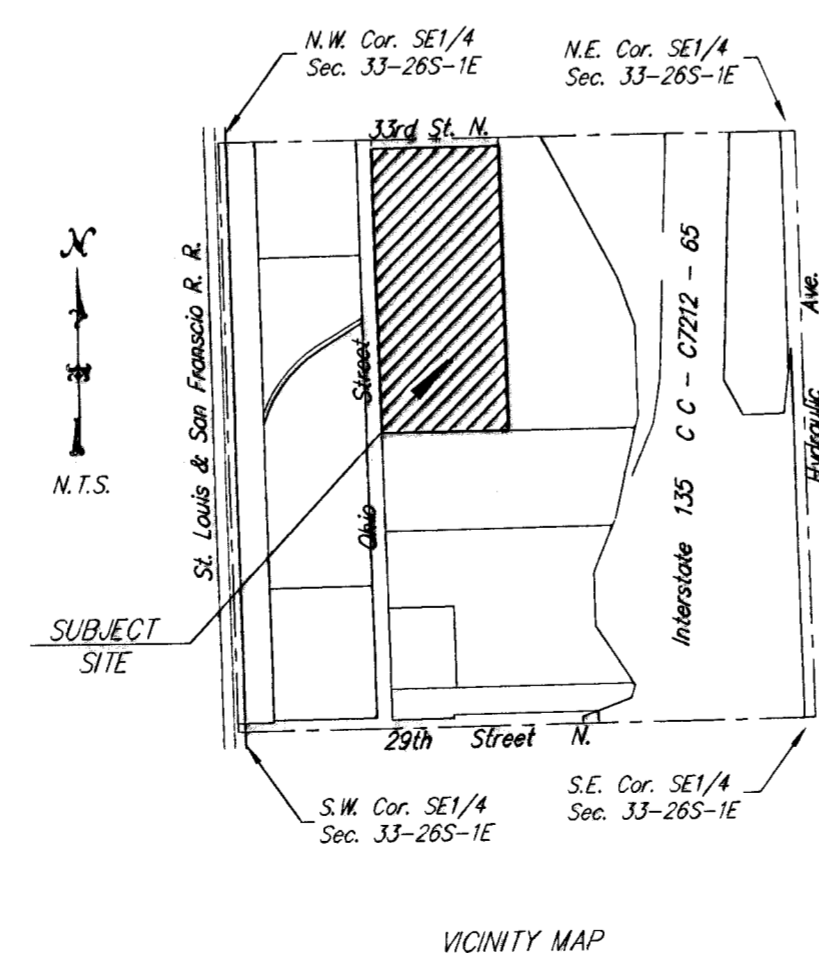 N.W. Cor. SE1/4
Sec. 33-26S-1E
N.E. Cor. SE1/4
Sec. 33-26S-1E
33rd St. N.
N
N.T.S.
St. Louis & San Franscio R. R.
Ohio Street
Interstate 135 C C - C7212 - 65
Hydraulic Ave.
SUBJECT
SITE
29th Street N.
S.W. Cor. SE1/4
Sec. 33-26S-1E
S.E. Cor. SE1/4
Sec. 33-26S-1E
VICINITY MAP